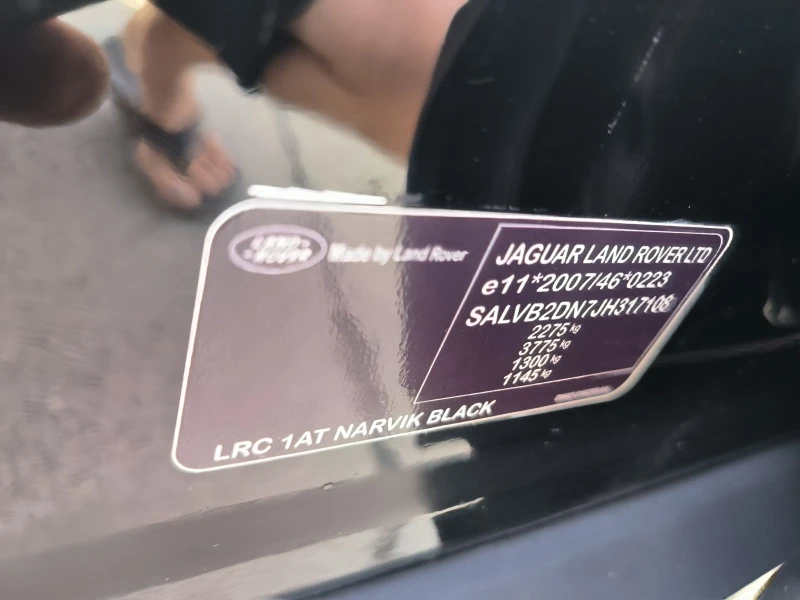 LAND
ROVER
Made by Land Rover
JAGUAR LAND ROVER LTD
e11*2007/46*0223
SALVB2DN7JH317108
2275 kg
3775 kg
1300 kg
1145 kg
LRC 1AT NARVIK BLACK